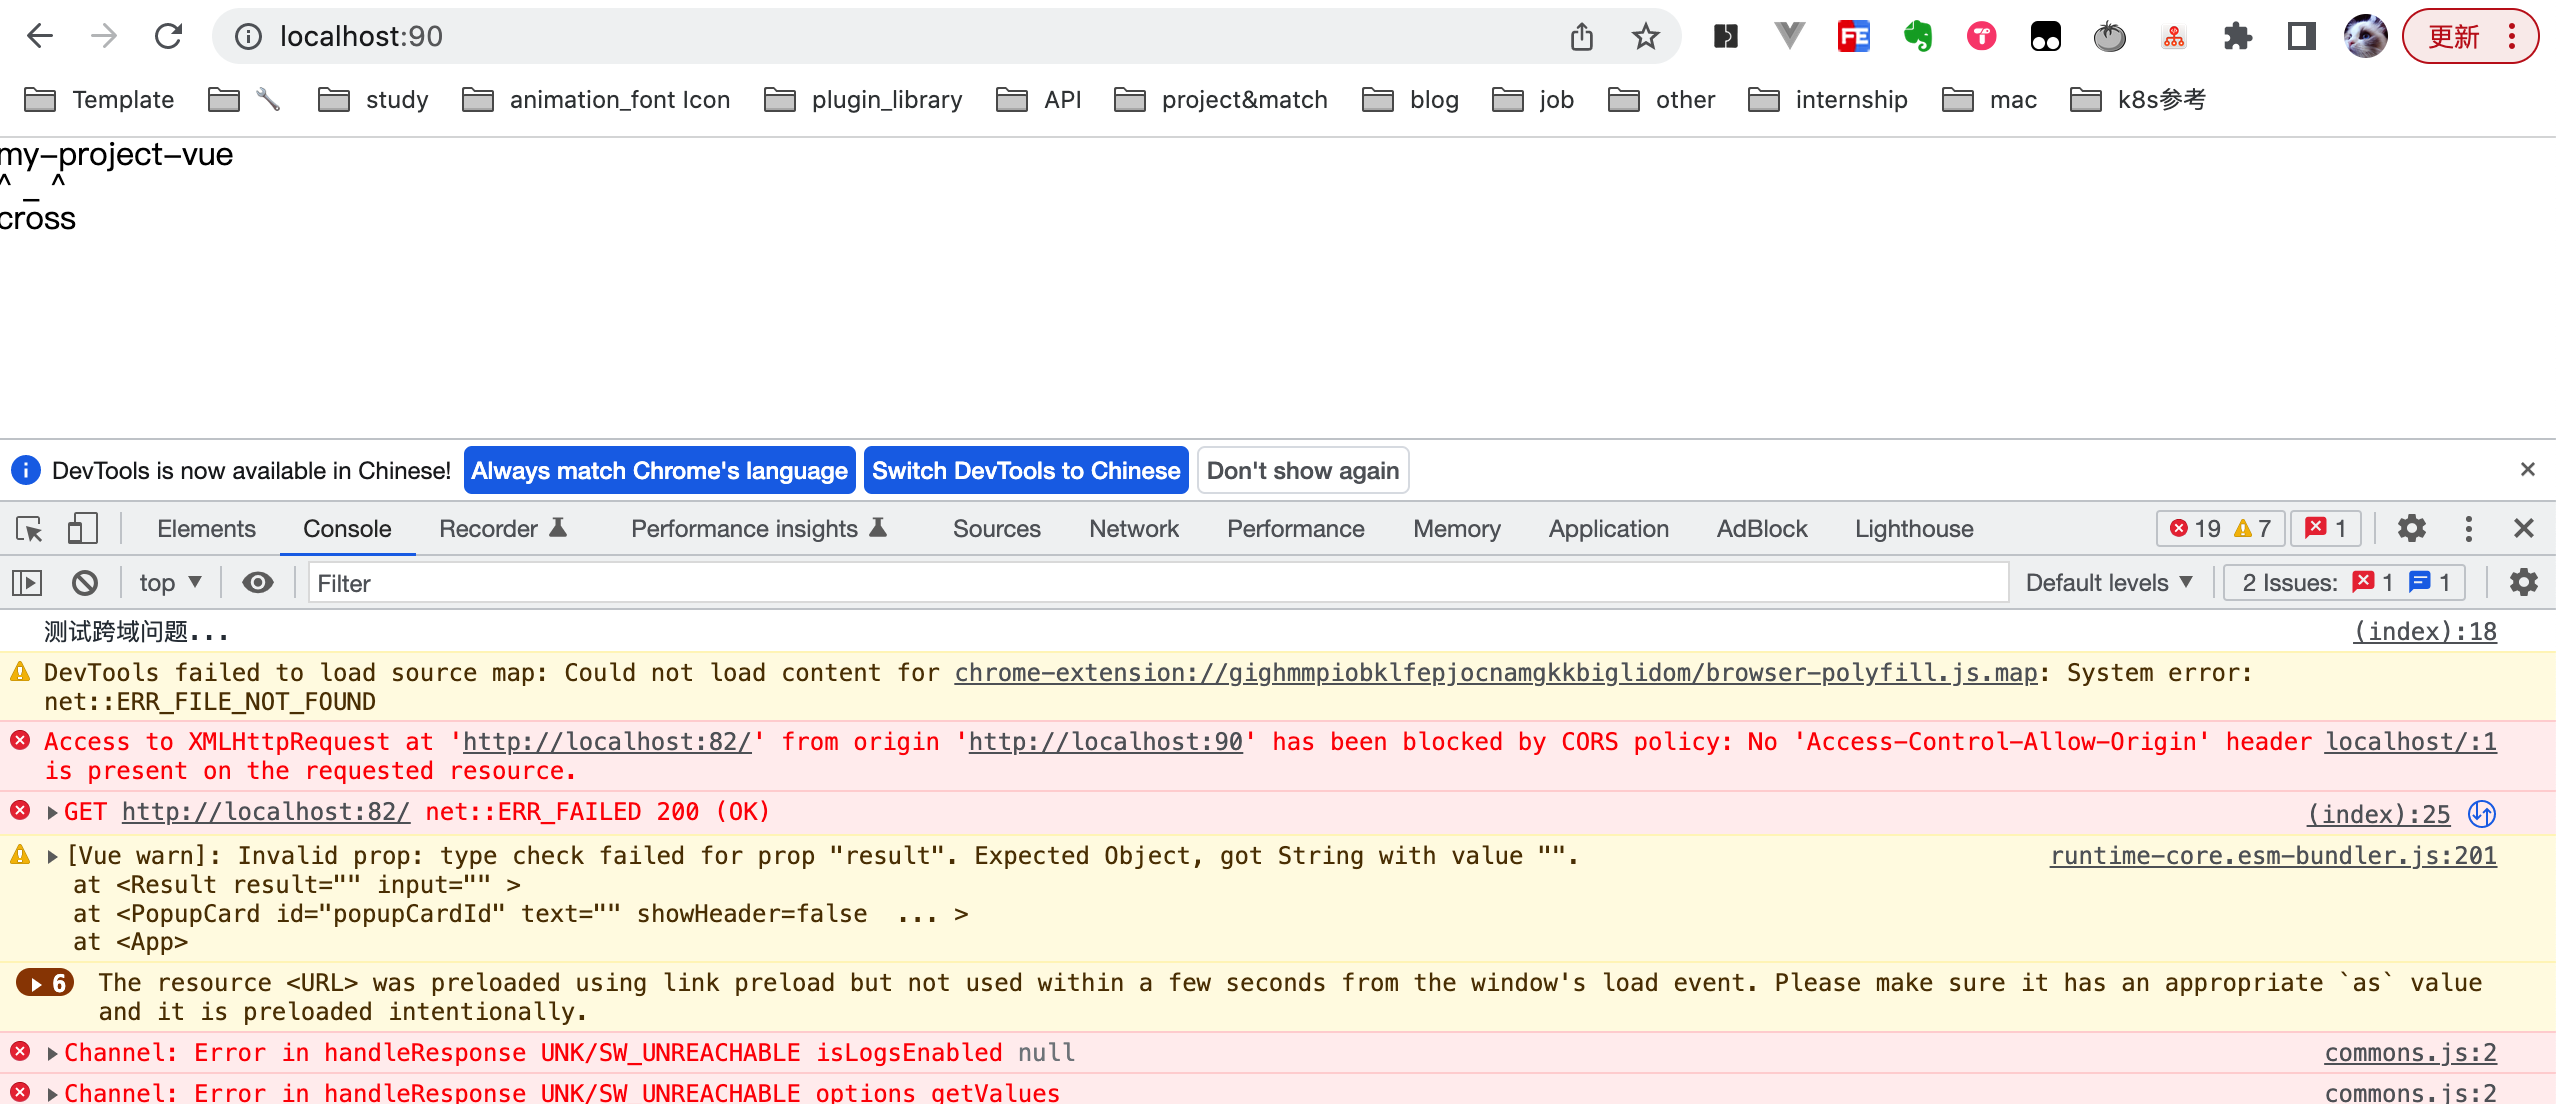 localhost:90
更新
Template
study
animation_font Icon
plugin_library
API
project&match
blog
job
other
internship
mac
k8s参考
my-project-vue
^ _ ^
cross
DevTools is now available in Chinese! Always match Chrome's language Switch DevTools to Chinese Don't show again
Elements Console Recorder Performance insights Sources Network Performance Memory Application AdBlock Lighthouse 19 7 1
top Filter Default levels 2 Issues: 1 1
测试跨域问题... (index):18
DevTools failed to load source map: Could not load content for chrome-extension://gighmmpiobklfepjocnamgkkbiglidom/browser-polyfill.js.map: System error:
net::ERR_FILE_NOT_FOUND
Access to XMLHttpRequest at 'http://localhost:82/' from origin 'http://localhost:90' has been blocked by CORS policy: No 'Access-Control-Allow-Origin' header localhost/:1
is present on the requested resource.
GET http://localhost:82/ net::ERR_FAILED 200 (OK) (index):25
[Vue warn]: Invalid prop: type check failed for prop "result". Expected Object, got String with value "". runtime-core.esm-bundler.js:201
at <Result result="" input="" >
at <PopupCard id="popupCardId" text="" showHeader=false ... >
at <App>
6 The resource <URL> was preloaded using link preload but not used within a few seconds from the window's load event. Please make sure it has an appropriate `as` value
and it is preloaded intentionally.
Channel: Error in handleResponse UNK/SW_UNREACHABLE isLogsEnabled null commons.js:2
Channel: Error in handleResponse UNK/SW_UNREACHABLE options getValues commons.js:2